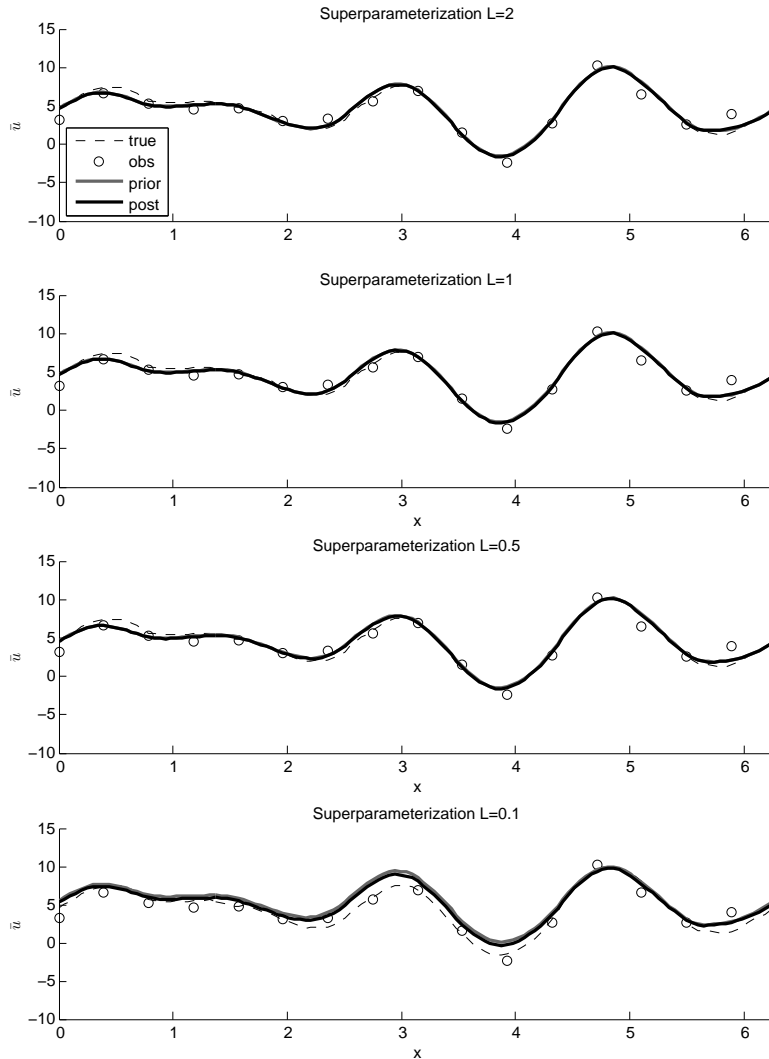 Superparameterization L=2
15
10
5
0
−5
−10
ū
true
obs
prior
post
0 1 2 3 4 5 6
Superparameterization L=1
15
10
5
0
−5
−10
ū
0 1 2 3 4 5 6
x
Superparameterization L=0.5
15
10
5
0
−5
−10
ū
0 1 2 3 4 5 6
x
Superparameterization L=0.1
15
10
5
0
−5
−10
ū
0 1 2 3 4 5 6
x